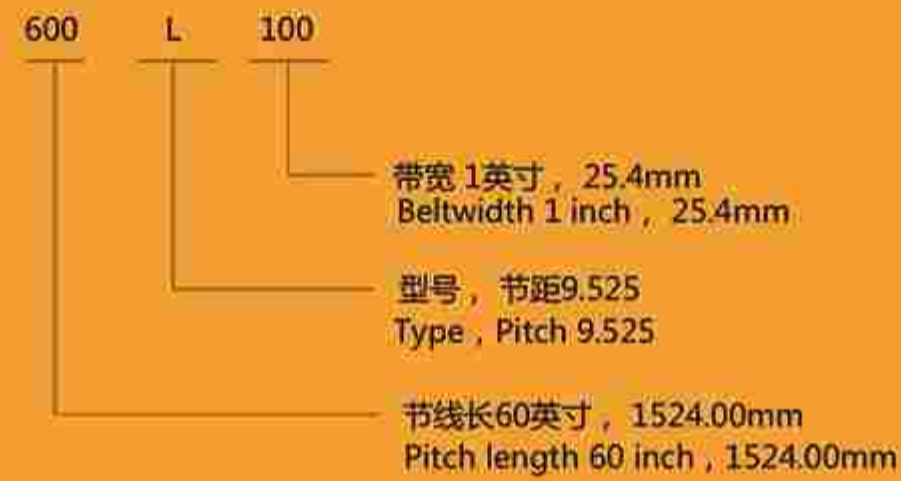 600 L 100
带宽 1英寸， 25.4mm
Beltwidth 1 inch， 25.4mm
型号， 节距9.525
Type，Pitch 9.525
节线长60英寸， 1524.00mm
Pitch length 60 inch，1524.00mm